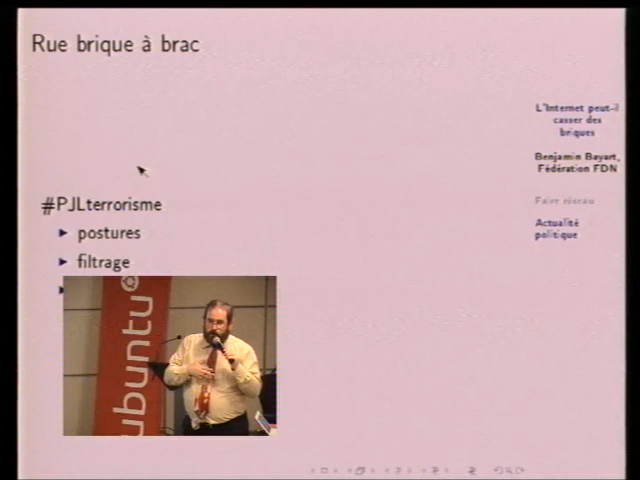 Rue brique à brac
L'Internet peut-il
casser des
briques
Benjamin Bayart,
Fédération FDN
Faire réseau
Actualité
politique
#PJLterrorisme
postures
filtrage
ubuntu